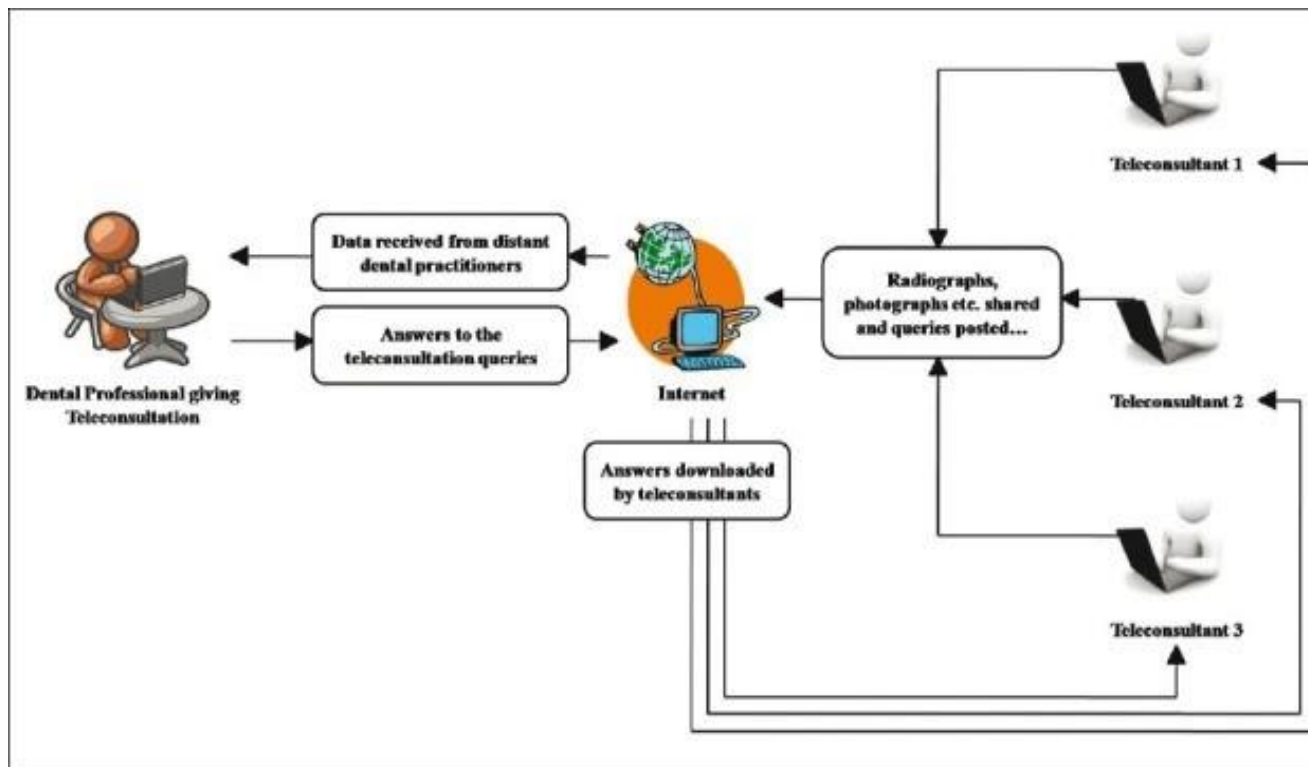 Teleconsultant 1
Data received from distant
dental practitioners
Radiographs,
photographs etc. shared
and queries posted...
Answers to the
teleconsultation queries
Dental Professional giving
Teleconsultation
Internet
Teleconsultant 2
Answers downloaded
by teleconsultants
Teleconsultant 3